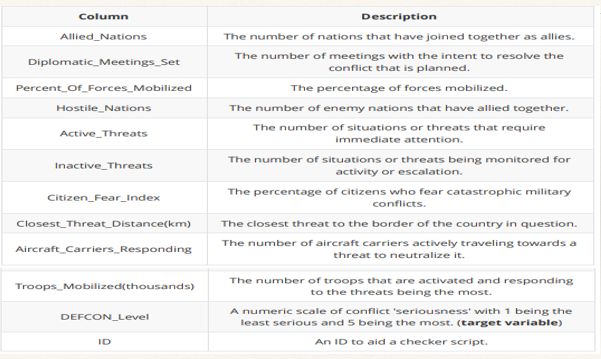 Column Description
Allied_Nations The number of nations that have joined together as allies.
Diplomatic_Meetings_Set The number of meetings with the intent to resolve the
conflict that is planned.
Percent_Of_Forces_Mobilized The percentage of forces mobilized.
Hostile_Nations The number of enemy nations that have allied together.
Active_Threats The number of situations or threats that require
immediate attention.
Inactive_Threats The number of situations or threats being monitored for
activity or escalation.
Citizen_Fear_Index The percentage of citizens who fear catastrophic military
conflicts.
Closest_Threat_Distance(km) The closest threat to the border of the country in question.
Aircraft_Carriers_Responding The number of aircraft carriers actively traveling towards a
threat to neutralize it.
Troops_Mobilized(thousands) The number of troops that are activated and responding
to the threats being the most.
DEFCON_Level A numeric scale of conflict 'seriousness' with 1 being the
least serious and 5 being the most. (target variable)
ID An ID to aid a checker script.